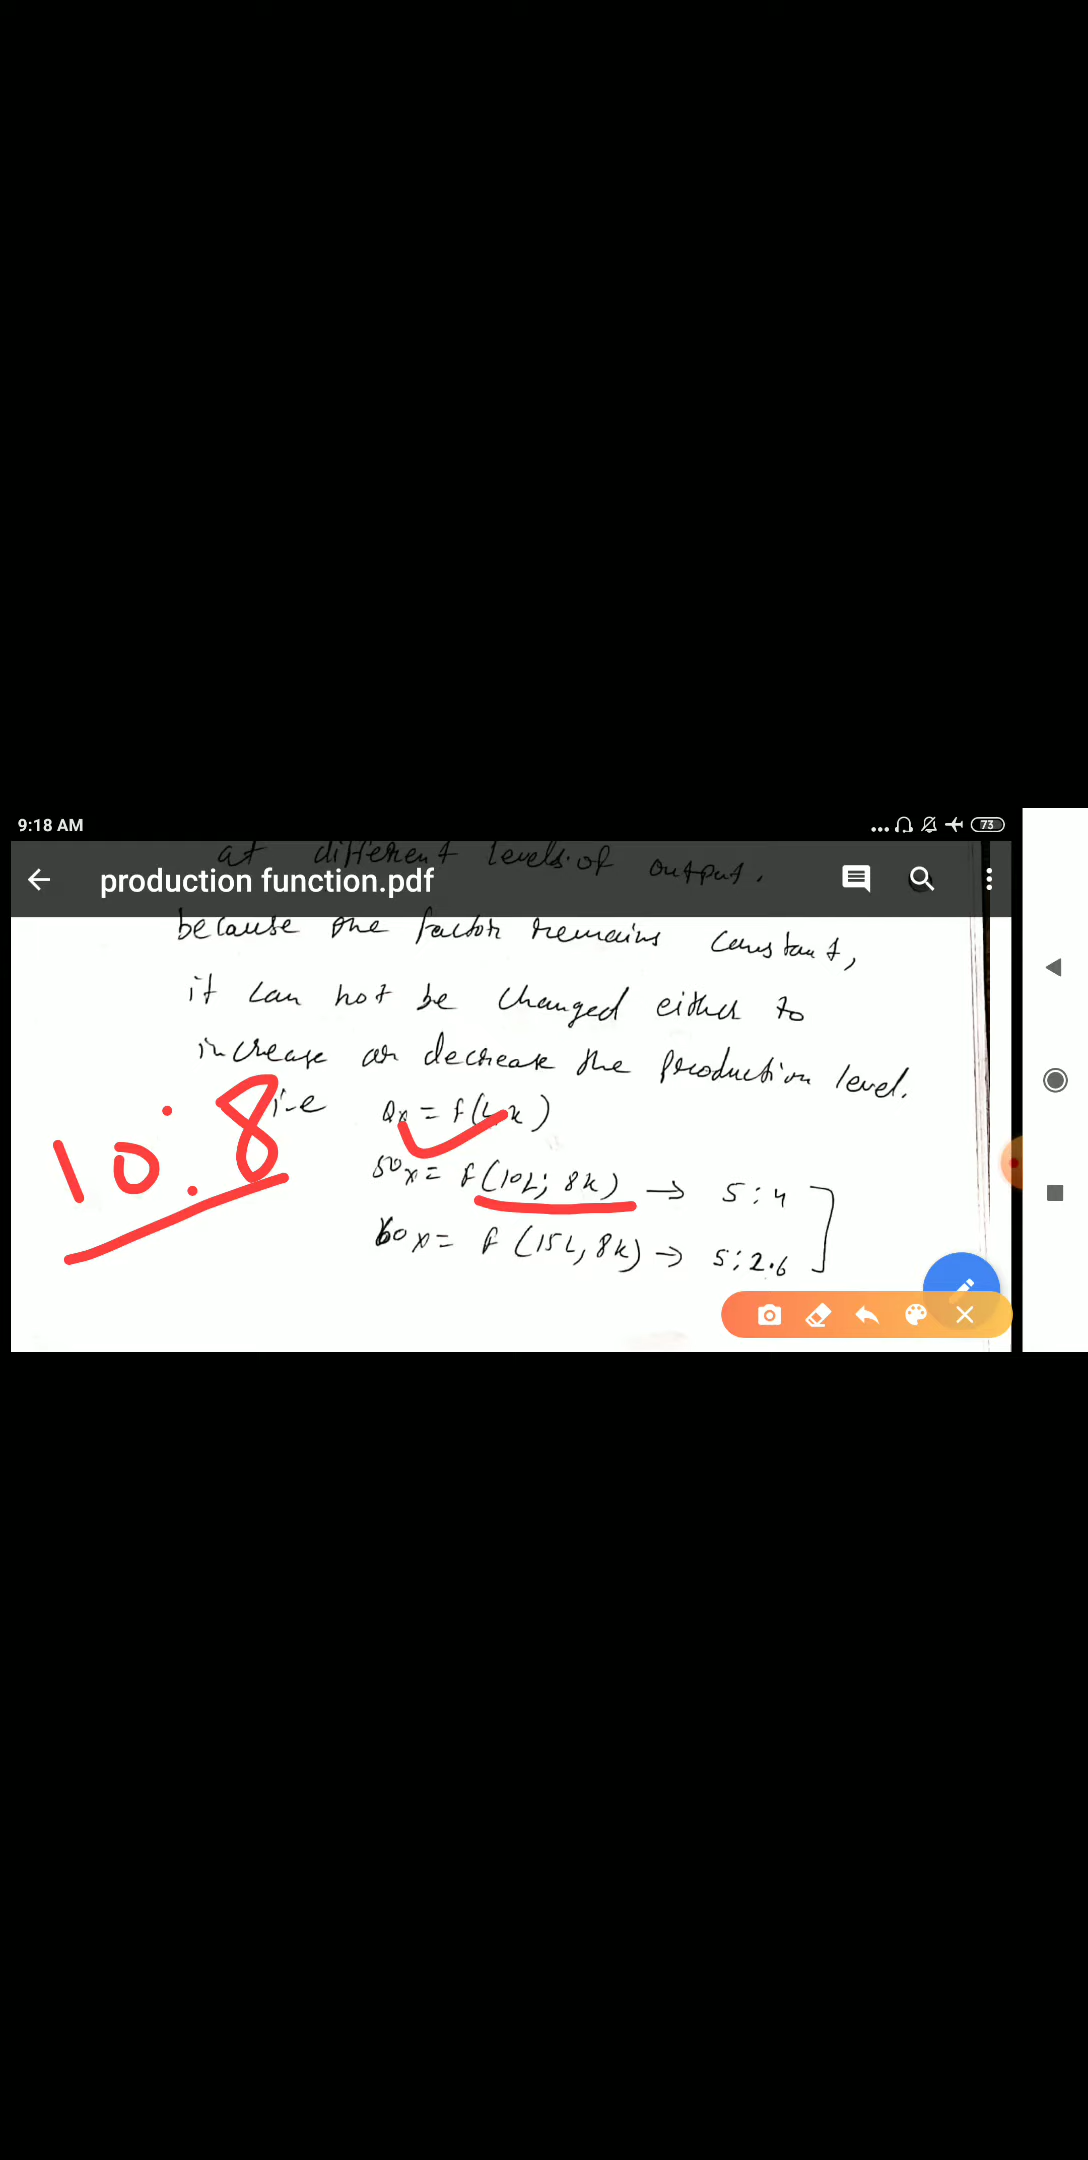 9:18 AM
... 73
at different levels of output.
production function.pdf
because the factor remains constant,
it can not be changed either to
increase or decrease the production level.
i-e Qx = f(L, K)
10:8
50x = f(10L; 8K) → 5:4
60x = f(15L, 8K) → 5:2.6